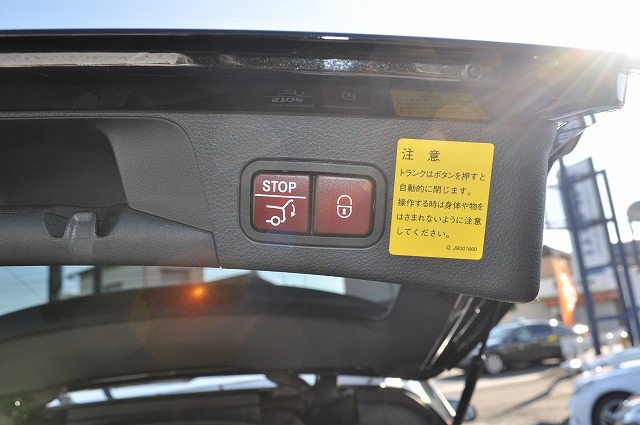 STOP
注 意
トランクはボタンを押すと
自動的に閉じます。
操作する時は身体や物を
はさまれないように注意
してください。
G JB001660